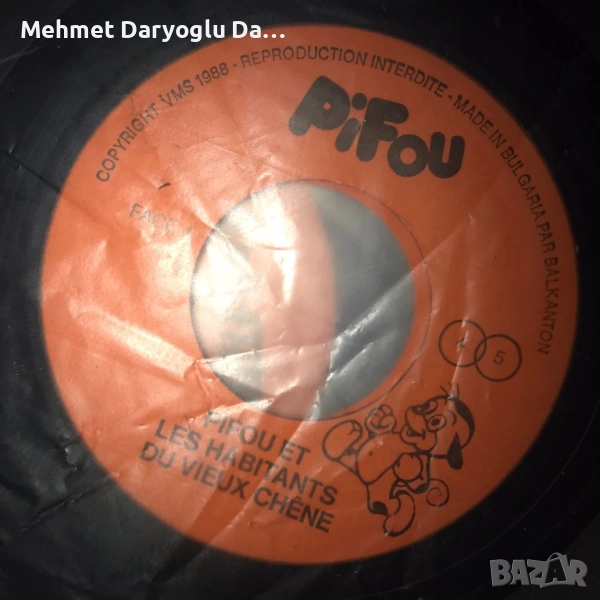 Mehmet Daryoglu Da...
COPYRIGHT VMS 1988 - REPRODUCTION INTERDITE - MADE IN BULGARIA PAR BALKANTON
PiFOU
FACE
5
PIFOU ET
LES HABITANTS
DU VIEUX CHÊNE
BAZAR